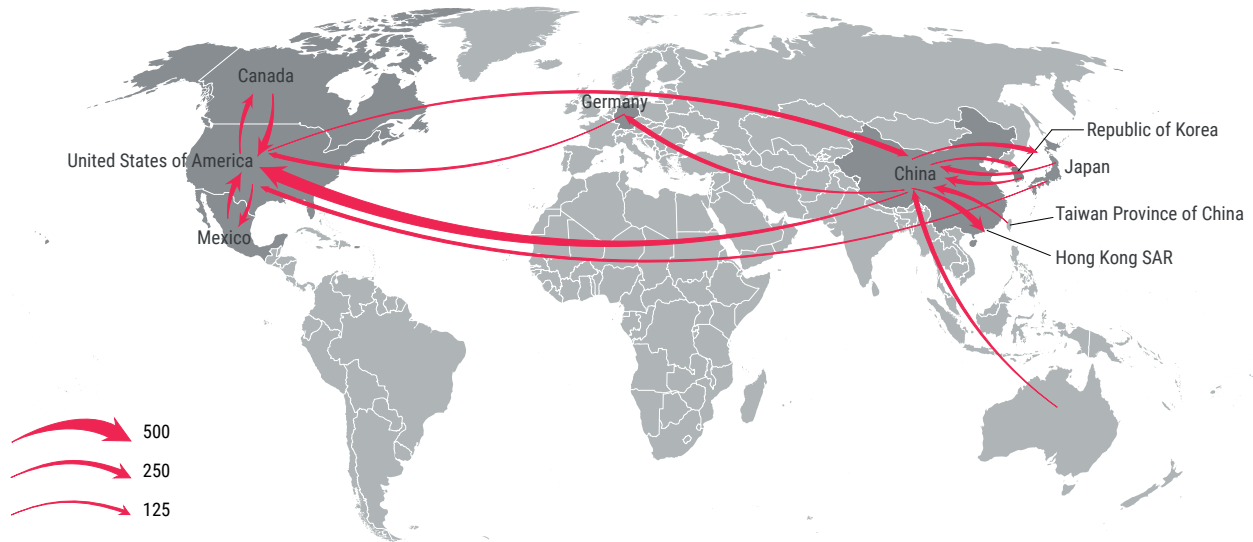 Canada
Germany
Republic of Korea
United States of America
China
Japan
Taiwan Province of China
Mexico
Hong Kong SAR
500
250
125